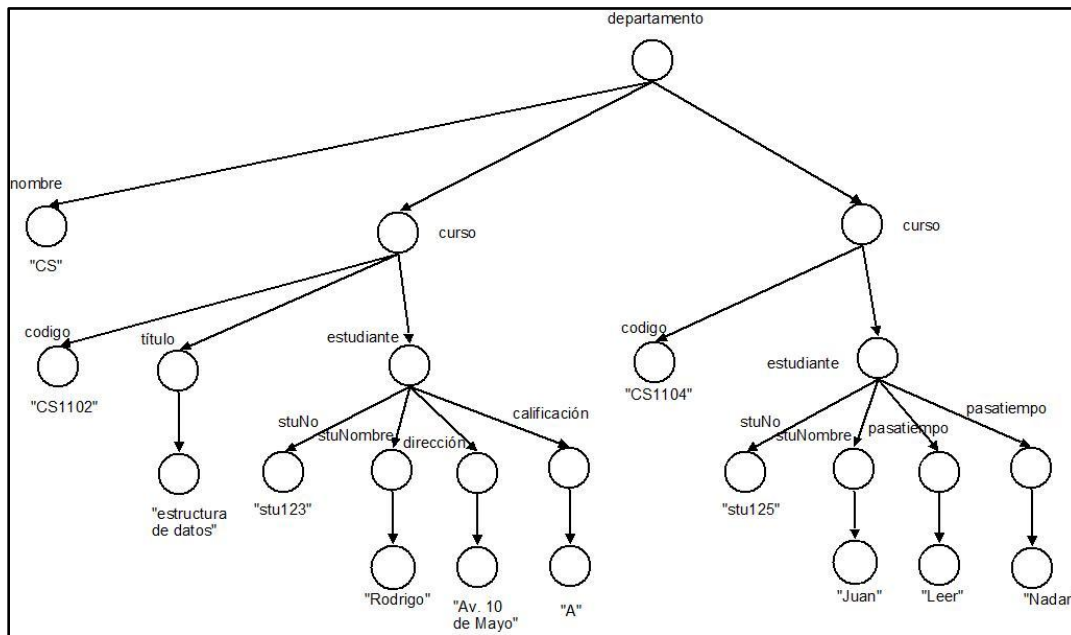 departamento
nombre
"CS"
curso
curso
codigo
"CS1102"
título
estudiante
codigo
"CS1104"
estudiante
stuNo
stuNombre
dirección
calificación
stuNo
stuNombre
pasatiempo
pasatiempo
"estructura
de datos"
"stu123"
"stu125"
"Rodrigo"
"Av. 10
de Mayo"
"A"
"Juan"
"Leer"
"Nadar